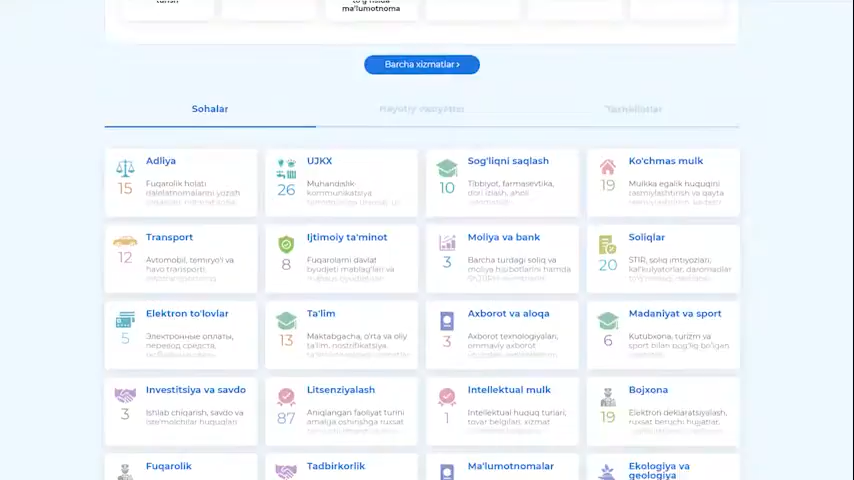 ma'lumotnoma
Barcha xizmatlar ›
Sohalar
Adliya
15
Fuqarolik holati
dalolatnomalarini yozish
UJKX
26
Muhandislik-
kommunikatsiya
Sog'liqni saqlash
10
Tibbiyot, farmasevtika,
dori izlash, aholi
Ko'chmas mulk
19
Mulkka egalik huquqini
rasmiylashtirish va qayta
Transport
12
Avtomobil, temiryo'l va
havo transporti
Ijtimoiy ta'minot
8
Fuqarolarni davlat
byudjeti mablag'lari va
Moliya va bank
3
Barcha turdagi soliq va
moliya hisobotlarini hamda
Soliqlar
20
STIR, soliq imtiyozlari,
kal'kulyatorlar, daromadlar
Elektron to'lovlar
5
Электронные оплаты,
перевод средств,
Ta'lim
13
Maktabgacha, o'rta va oliy
ta'lim, nostrifikatsiya,
Axborot va aloqa
3
Axborot texnologiyalari,
ommaviy axborot
Madaniyat va sport
6
Kutubxona, turizm va
sport bilan bog'liq bo'lgan
Investitsiya va savdo
3
Ishlab chiqarish, savdo va
iste'molchilar huquqlari
Litsenziyalash
87
Aniqlangan faoliyat turini
amalga oshirishga ruxsat
Intellektual mulk
1
Intellektual huquq turlari,
tovar belgilari, xizmat
Bojxona
19
Elektron deklaratsiyalash,
ruxsat beruvchi hujjatlar,
Fuqarolik
Tadbirkorlik
Ma'lumotnomalar
Ekologiya va
geologiya